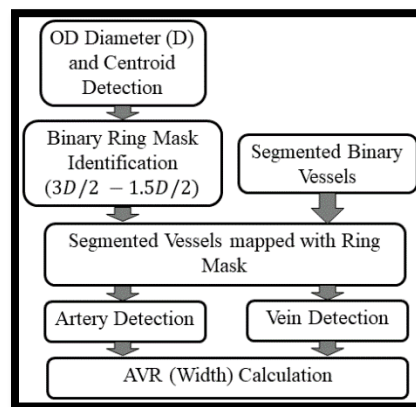 OD Diameter (D)
and Centroid
Detection
Binary Ring Mask
Identification
(3D/2 − 1.5D/2)
Segmented Binary
Vessels
Segmented Vessels mapped with Ring
Mask
Artery Detection
Vein Detection
AVR (Width) Calculation